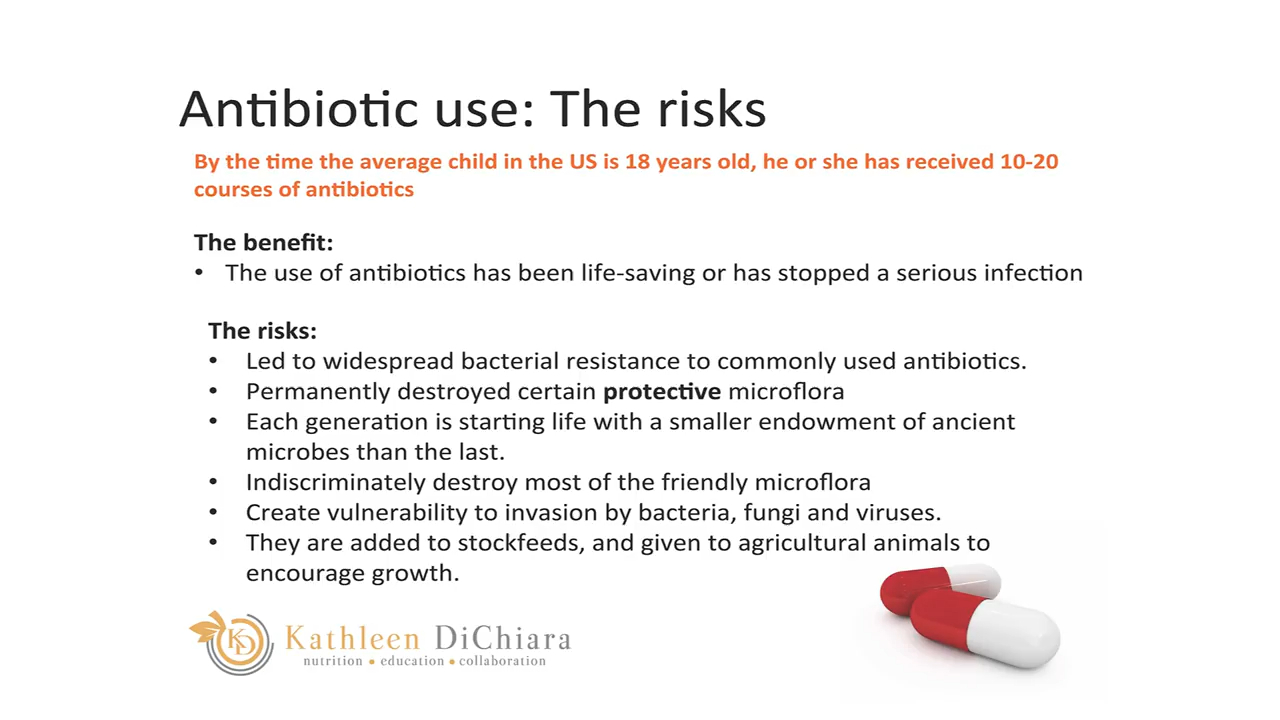 Antibiotic use: The risks
By the time the average child in the US is 18 years old, he or she has received 10-20
courses of antibiotics
The benefit:
• The use of antibiotics has been life-saving or has stopped a serious infection
The risks:
• Led to widespread bacterial resistance to commonly used antibiotics.
• Permanently destroyed certain protective microflora
• Each generation is starting life with a smaller endowment of ancient
microbes than the last.
• Indiscriminately destroy most of the friendly microflora
• Create vulnerability to invasion by bacteria, fungi and viruses.
• They are added to stockfeeds, and given to agricultural animals to
encourage growth.
KD Kathleen DiChiara
nutrition • education • collaboration